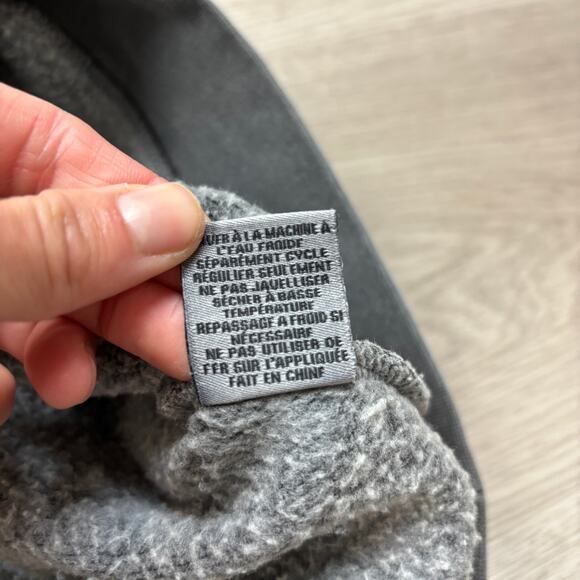 VER À LA MACHINE À
L'EAU FROIDE
SÉPARÉMENT CYCLE
RÉGULIER SEULEMENT
NE PAS JAVELLISER
SÉCHER À BASSE
TEMPÉRATURE
REPASSAGE A FROID SI
NÉCESSAIRE
NE PAS UTILISER DE
FER SUR L'APPLIQUÉE
FAIT EN CHINE